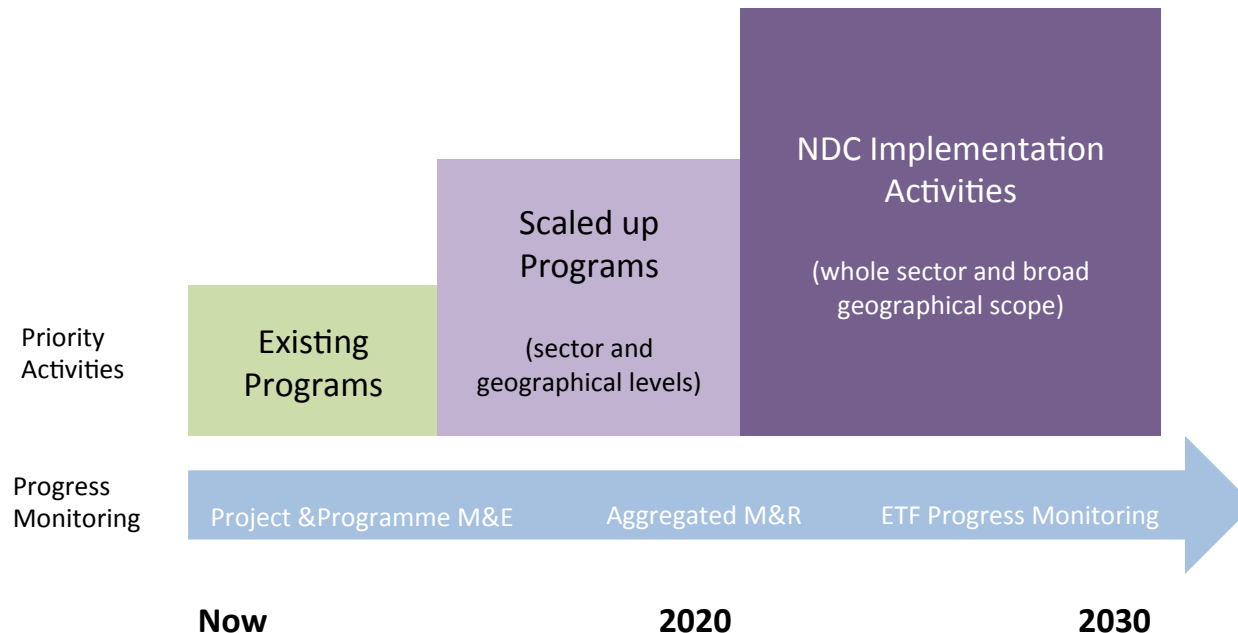 Priority
Activities
Existing
Programs
Scaled up
Programs
(sector and
geographical levels)
NDC Implementation
Activities
(whole sector and broad
geographical scope)
Progress
Monitoring
Project &Programme M&E
Aggregated M&R
ETF Progress Monitoring
Now
2020
2030